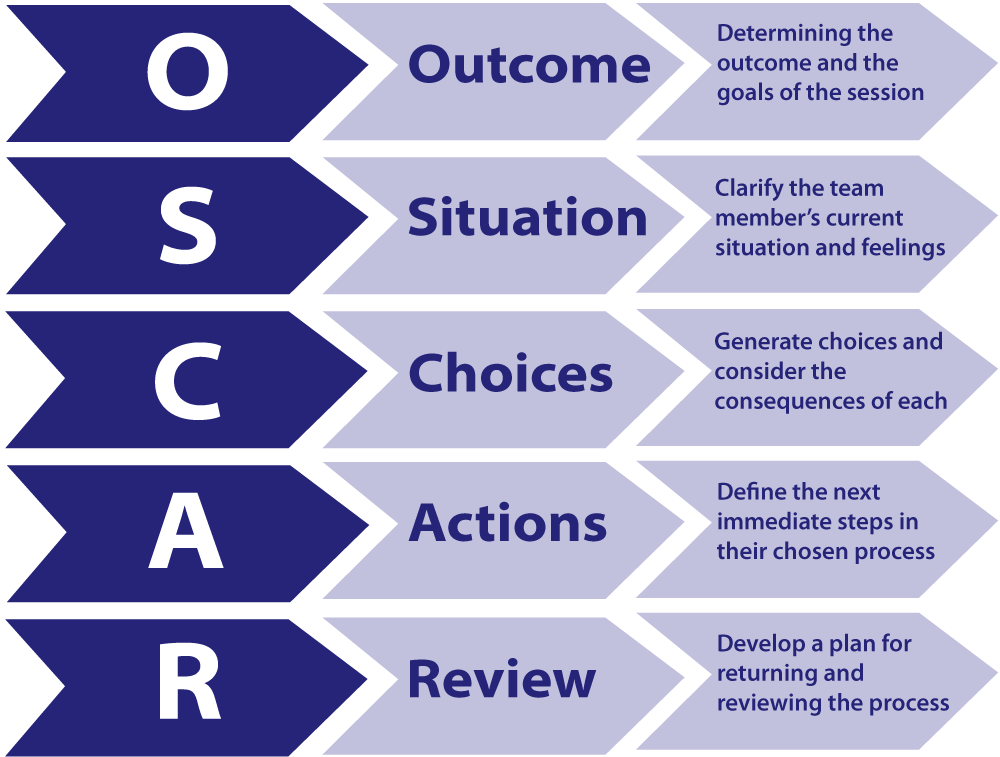 O
Outcome
Determining the
outcome and the
goals of the session
S
Situation
Clarify the team
member’s current
situation and feelings
C
Choices
Generate choices and
consider the
consequences of each
A
Actions
Define the next
immediate steps in
their chosen process
R
Review
Develop a plan for
returning and
reviewing the process